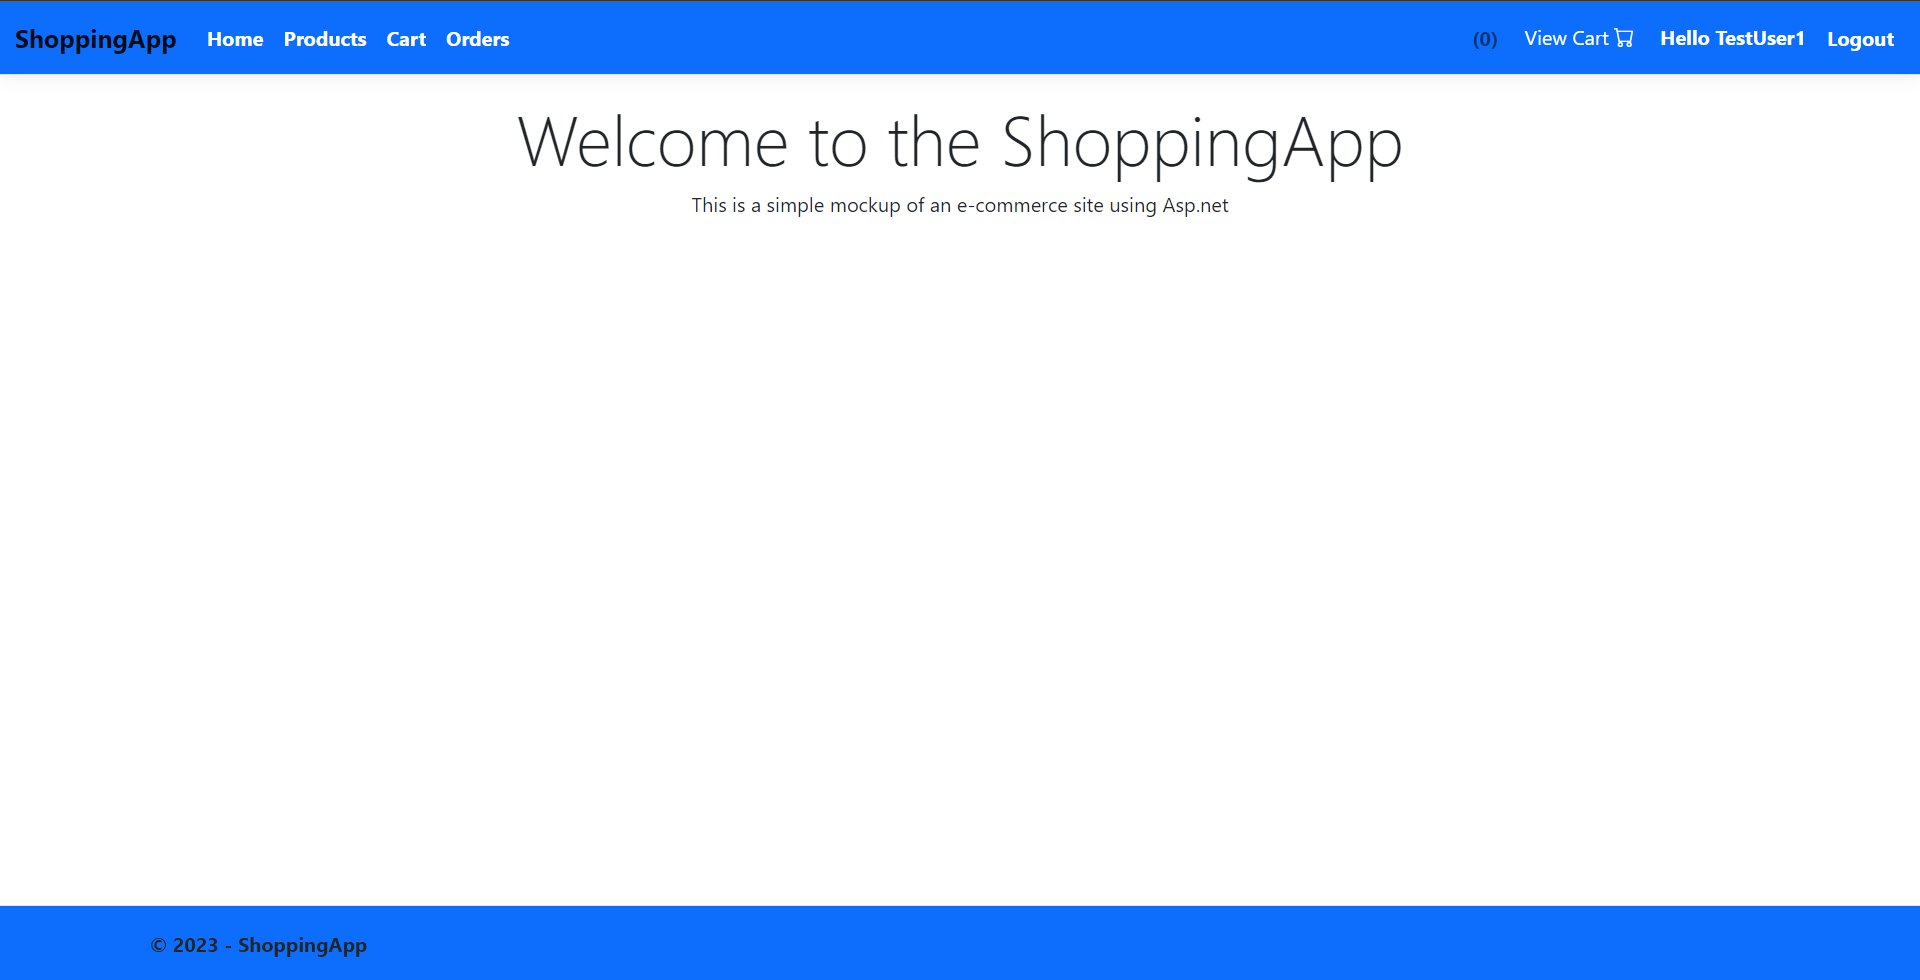 ShoppingApp Home Products Cart Orders (0) View Cart Hello TestUser1 Logout
Welcome to the ShoppingApp
This is a simple mockup of an e-commerce site using Asp.net
© 2023 - ShoppingApp